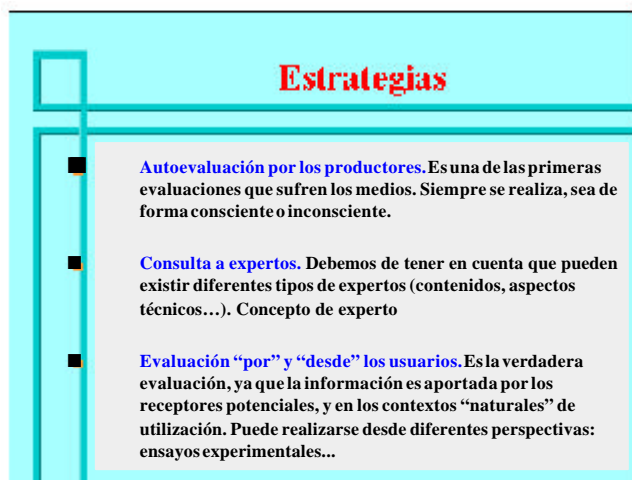 Estrategias
Autoevaluación por los productores. Es una de las primeras
evaluaciones que sufren los medios. Siempre se realiza, sea de
forma consciente o inconsciente.
Consulta a expertos. Debemos de tener en cuenta que pueden
existir diferentes tipos de expertos (contenidos, aspectos
técnicos…). Concepto de experto
Evaluación “por” y “desde” los usuarios. Es la verdadera
evaluación, ya que la información es aportada por los
receptores potenciales, y en los contextos “naturales” de
utilización. Puede realizarse desde diferentes perspectivas:
ensayos experimentales...